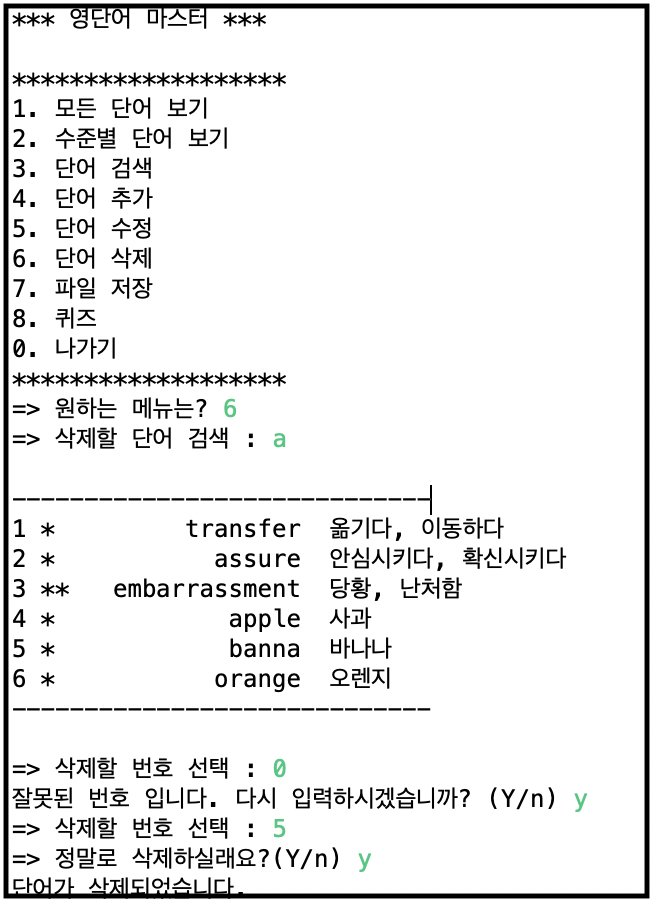 *** 영단어 마스터 ***
*******************
1. 모든 단어 보기
2. 수준별 단어 보기
3. 단어 검색
4. 단어 추가
5. 단어 수정
6. 단어 삭제
7. 파일 저장
8. 퀴즈
0. 나가기
*******************
=> 원하는 메뉴는? 6
=> 삭제할 단어 검색 : a
-----------------------------
1 *         transfer  옮기다, 이동하다
2 *           assure  안심시키다, 확신시키다
3 **   embarrassment  당황, 난처함
4 *            apple  사과
5 *            banna  바나나
6 *           orange  오렌지
-----------------------------
=> 삭제할 번호 선택 : 0
잘못된 번호 입니다. 다시 입력하시겠습니까? (Y/n) y
=> 삭제할 번호 선택 : 5
=> 정말로 삭제하실래요?(Y/n) y
단어가 삭제되었습니다.